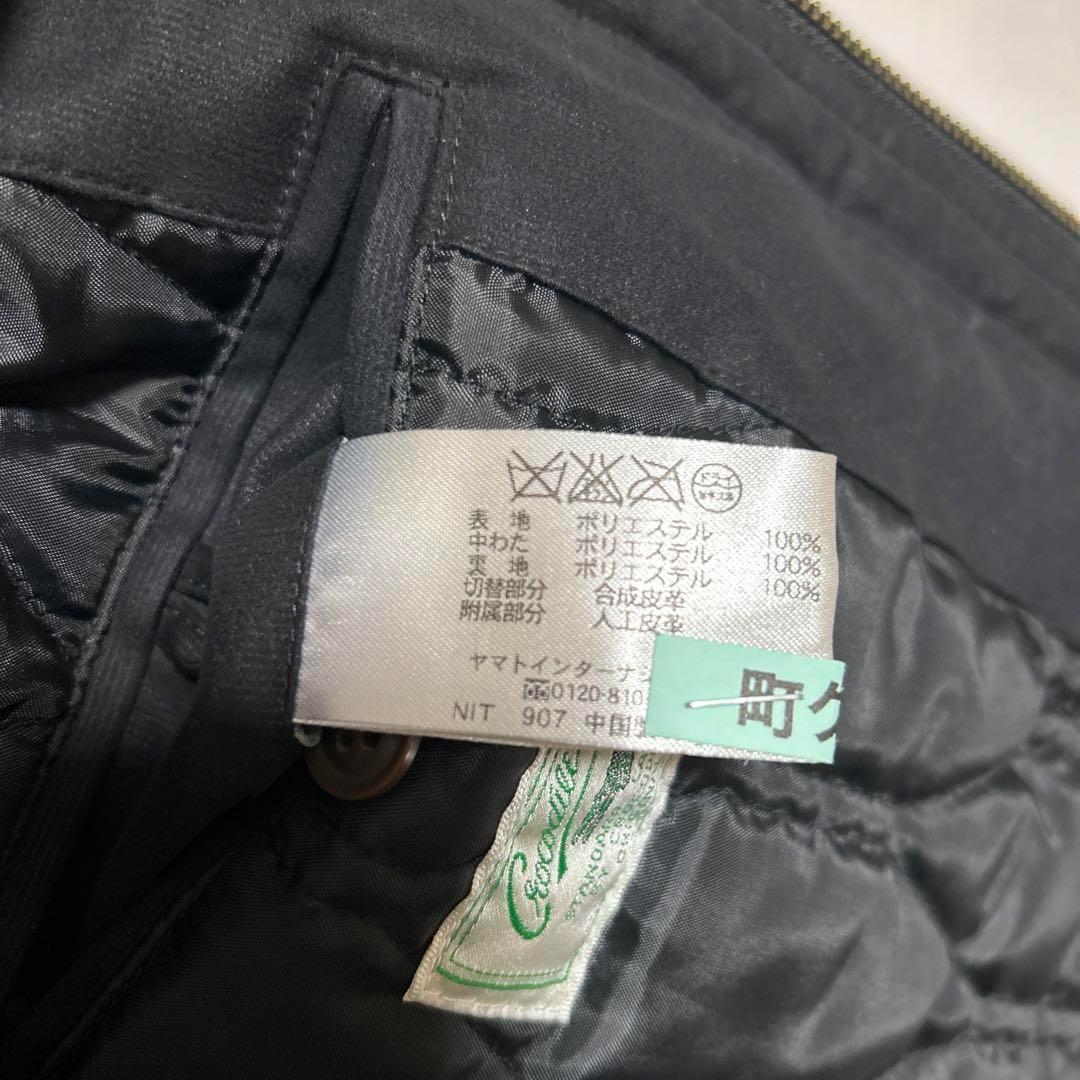 表 地 ポリエステル 100%
中わた ポリエステル 100%
裏 地 ポリエステル 100%
切替部分 合成皮革
附属部分 人工皮革
ヤマトインターナシ
0120-810
NIT 907 中国
町ク
Crocodile